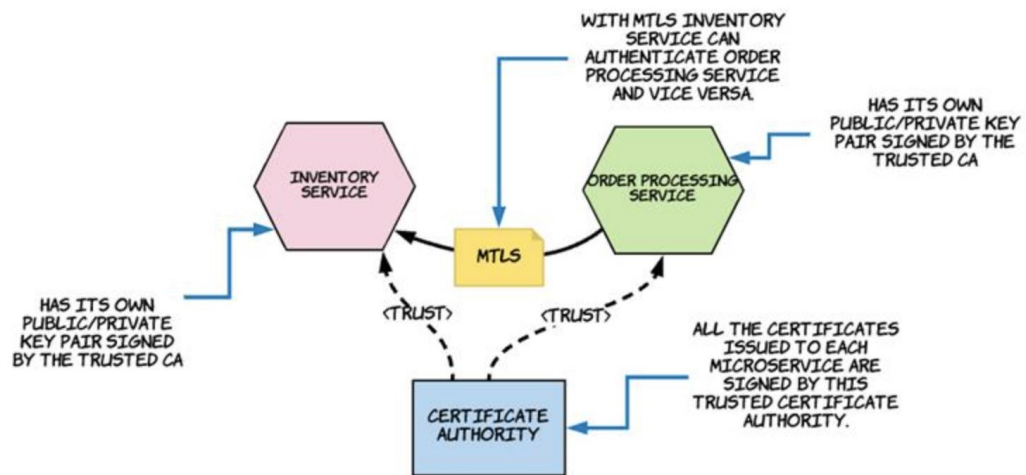 WITH MTLS INVENTORY
SERVICE CAN
AUTHENTICATE ORDER
PROCESSING SERVICE
AND VICE VERSA.
HAS ITS OWN
PUBLIC/PRIVATE KEY
PAIR SIGNED BY THE
TRUSTED CA
INVENTORY
SERVICE
ORDER PROCESSING
SERVICE
MTLS
HAS ITS OWN
PUBLIC/PRIVATE
KEY PAIR SIGNED
BY THE TRUSTED CA
<TRUST>
<TRUST>
ALL THE CERTIFICATES
ISSUED TO EACH
MICROSERVICE ARE
SIGNED BY THIS
TRUSTED CERTIFICATE
AUTHORITY.
CERTIFICATE
AUTHORITY